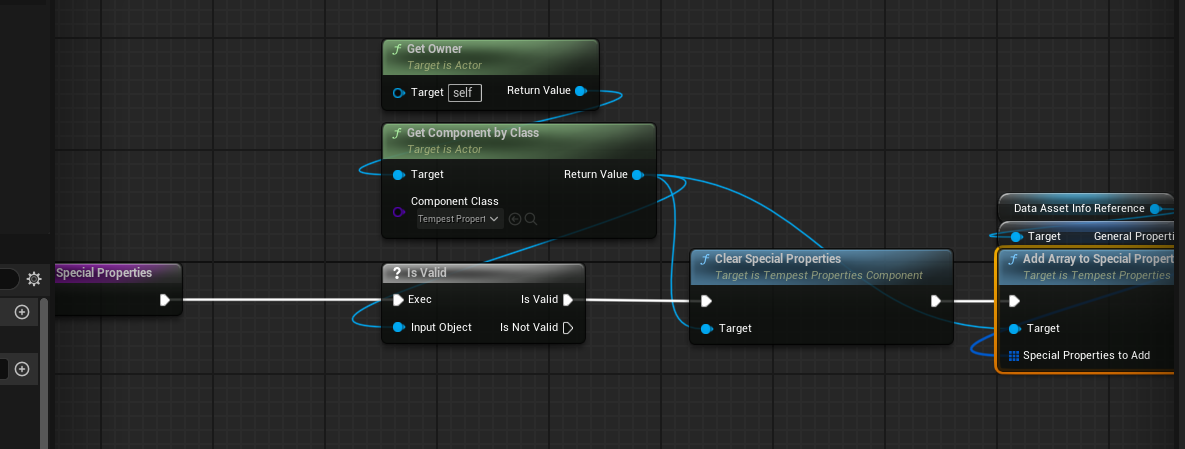 Get Owner
Target is Actor
Target self Return Value
Get Component by Class
Target is Actor
Target Return Value
Component Class
Tempest Propert
Data Asset Info Reference
Target General Properti
Special Properties
Is Valid
Exec Is Valid
Input Object Is Not Valid
Clear Special Properties
Target is Tempest Properties Component
Target
Add Array to Special Propert
Target is Tempest Properties
Target
Special Properties to Add